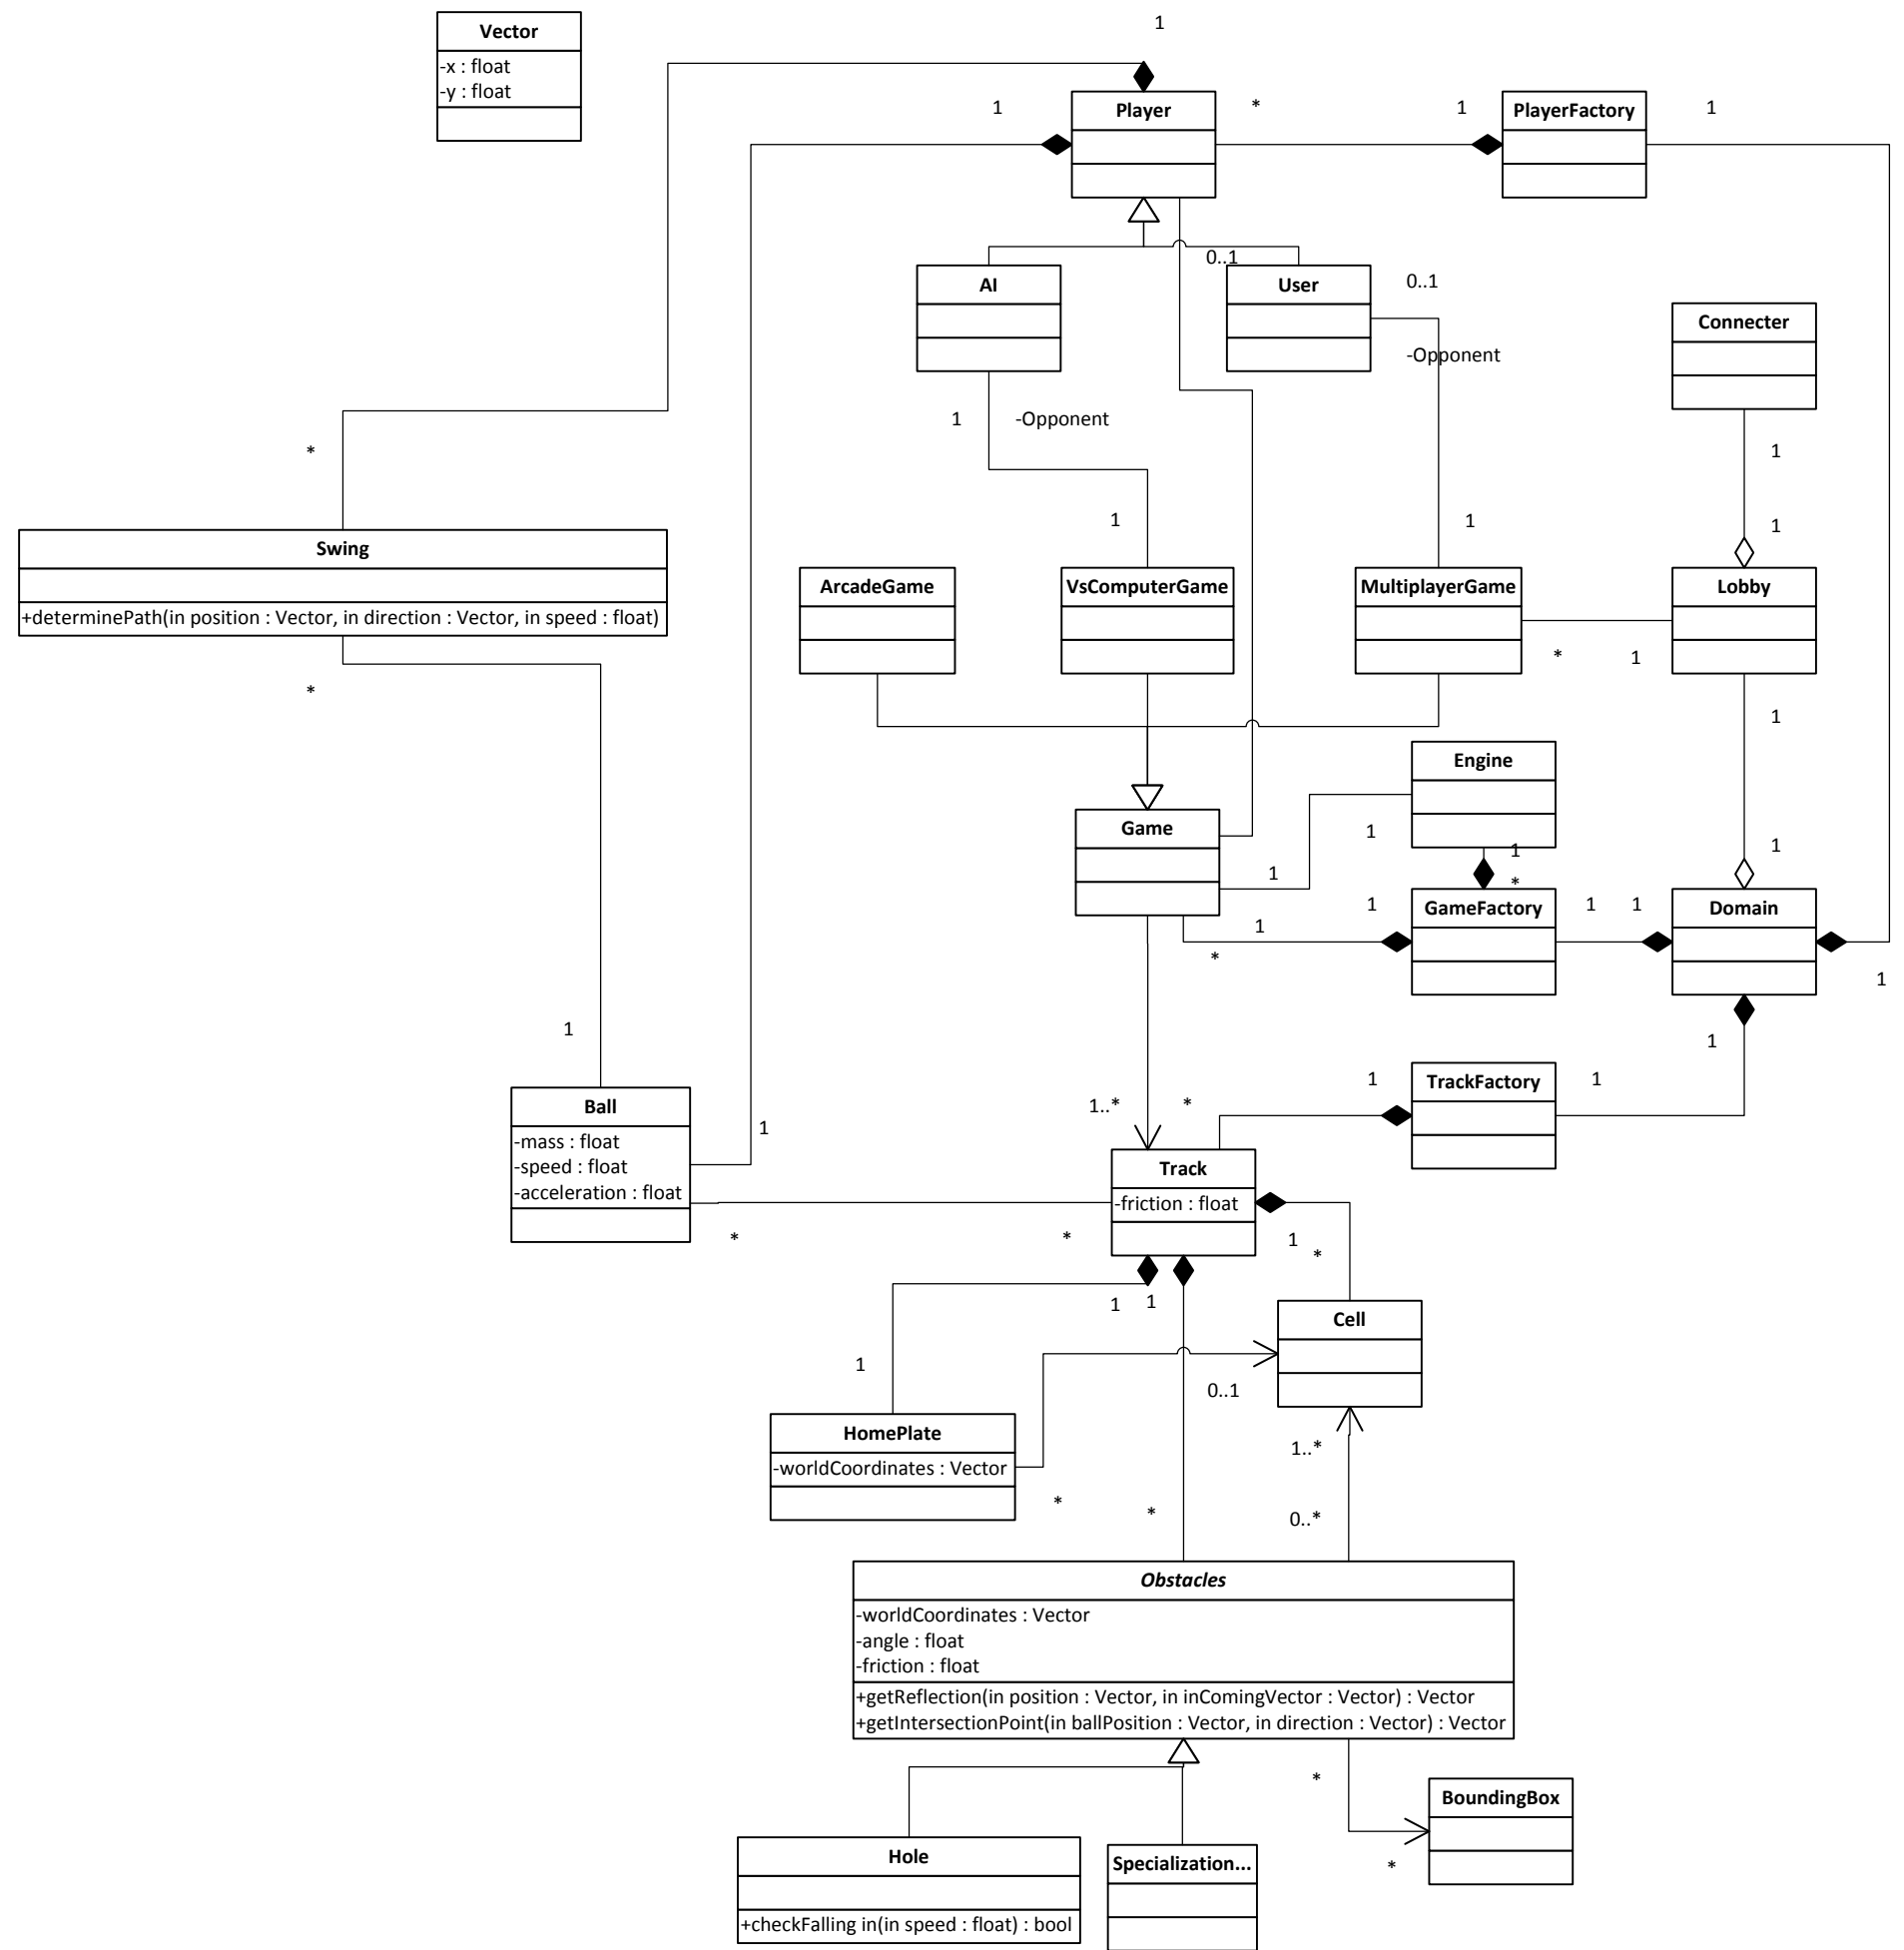 1
Vector
-x : float
-y : float
1
Player
*
1
PlayerFactory
1
0..1
AI
User
0..1
Connecter
-Opponent
1
-Opponent
1
*
1
1
1
Swing
+determinePath(in position : Vector, in direction : Vector, in speed : float)
ArcadeGame
VsComputerGame
MultiplayerGame
Lobby
*
1
*
1
Engine
1
Game
1
1
1
*
1
GameFactory
1
1
Domain
1
1
*
1
1
1
Ball
-mass : float
-speed : float
-acceleration : float
1
1..*
*
1
TrackFactory
1
Track
-friction : float
*
*
1
*
1
1
Cell
1
0..1
HomePlate
-worldCoordinates : Vector
1..*
*
*
0..*
Obstacles
-worldCoordinates : Vector
-angle : float
-friction : float
+getReflection(in position : Vector, in inComingVector : Vector) : Vector
+getIntersectionPoint(in ballPosition : Vector, in direction : Vector) : Vector
*
BoundingBox
*
Hole
+checkFalling in(in speed : float) : bool
Specialization...